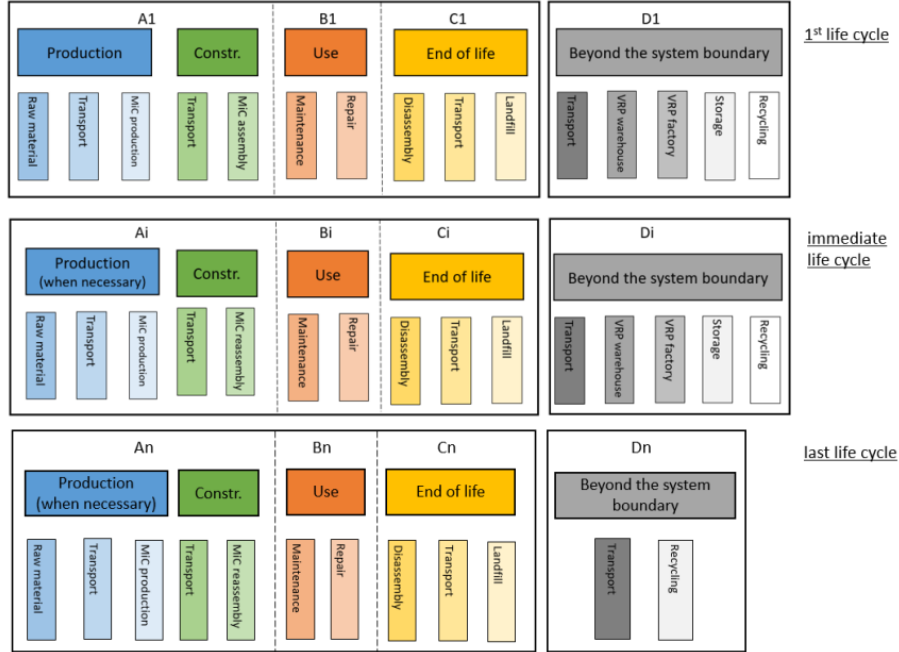 A1
B1
C1
D1
1st life cycle
Production
Constr.
Use
End of life
Beyond the system boundary
Raw material
Transport
MiC production
Transport
MiC assembly
Maintenance
Repair
Disassembly
Transport
Landfill
Transport
VRP warehouse
VRP factory
Storage
Recycling
Ai
Bi
Ci
Di
immediate
life cycle
Production
(when necessary)
Constr.
Use
End of life
Beyond the system boundary
Raw material
Transport
MiC production
Transport
MiC reassembly
Maintenance
Repair
Disassembly
Transport
Landfill
Transport
VRP warehouse
VRP factory
Storage
Recycling
An
Bn
Cn
Dn
last life cycle
Production
(when necessary)
Constr.
Use
End of life
Beyond the system
boundary
Raw material
Transport
MiC production
Transport
MiC reassembly
Maintenance
Repair
Disassembly
Transport
Landfill
Transport
Recycling